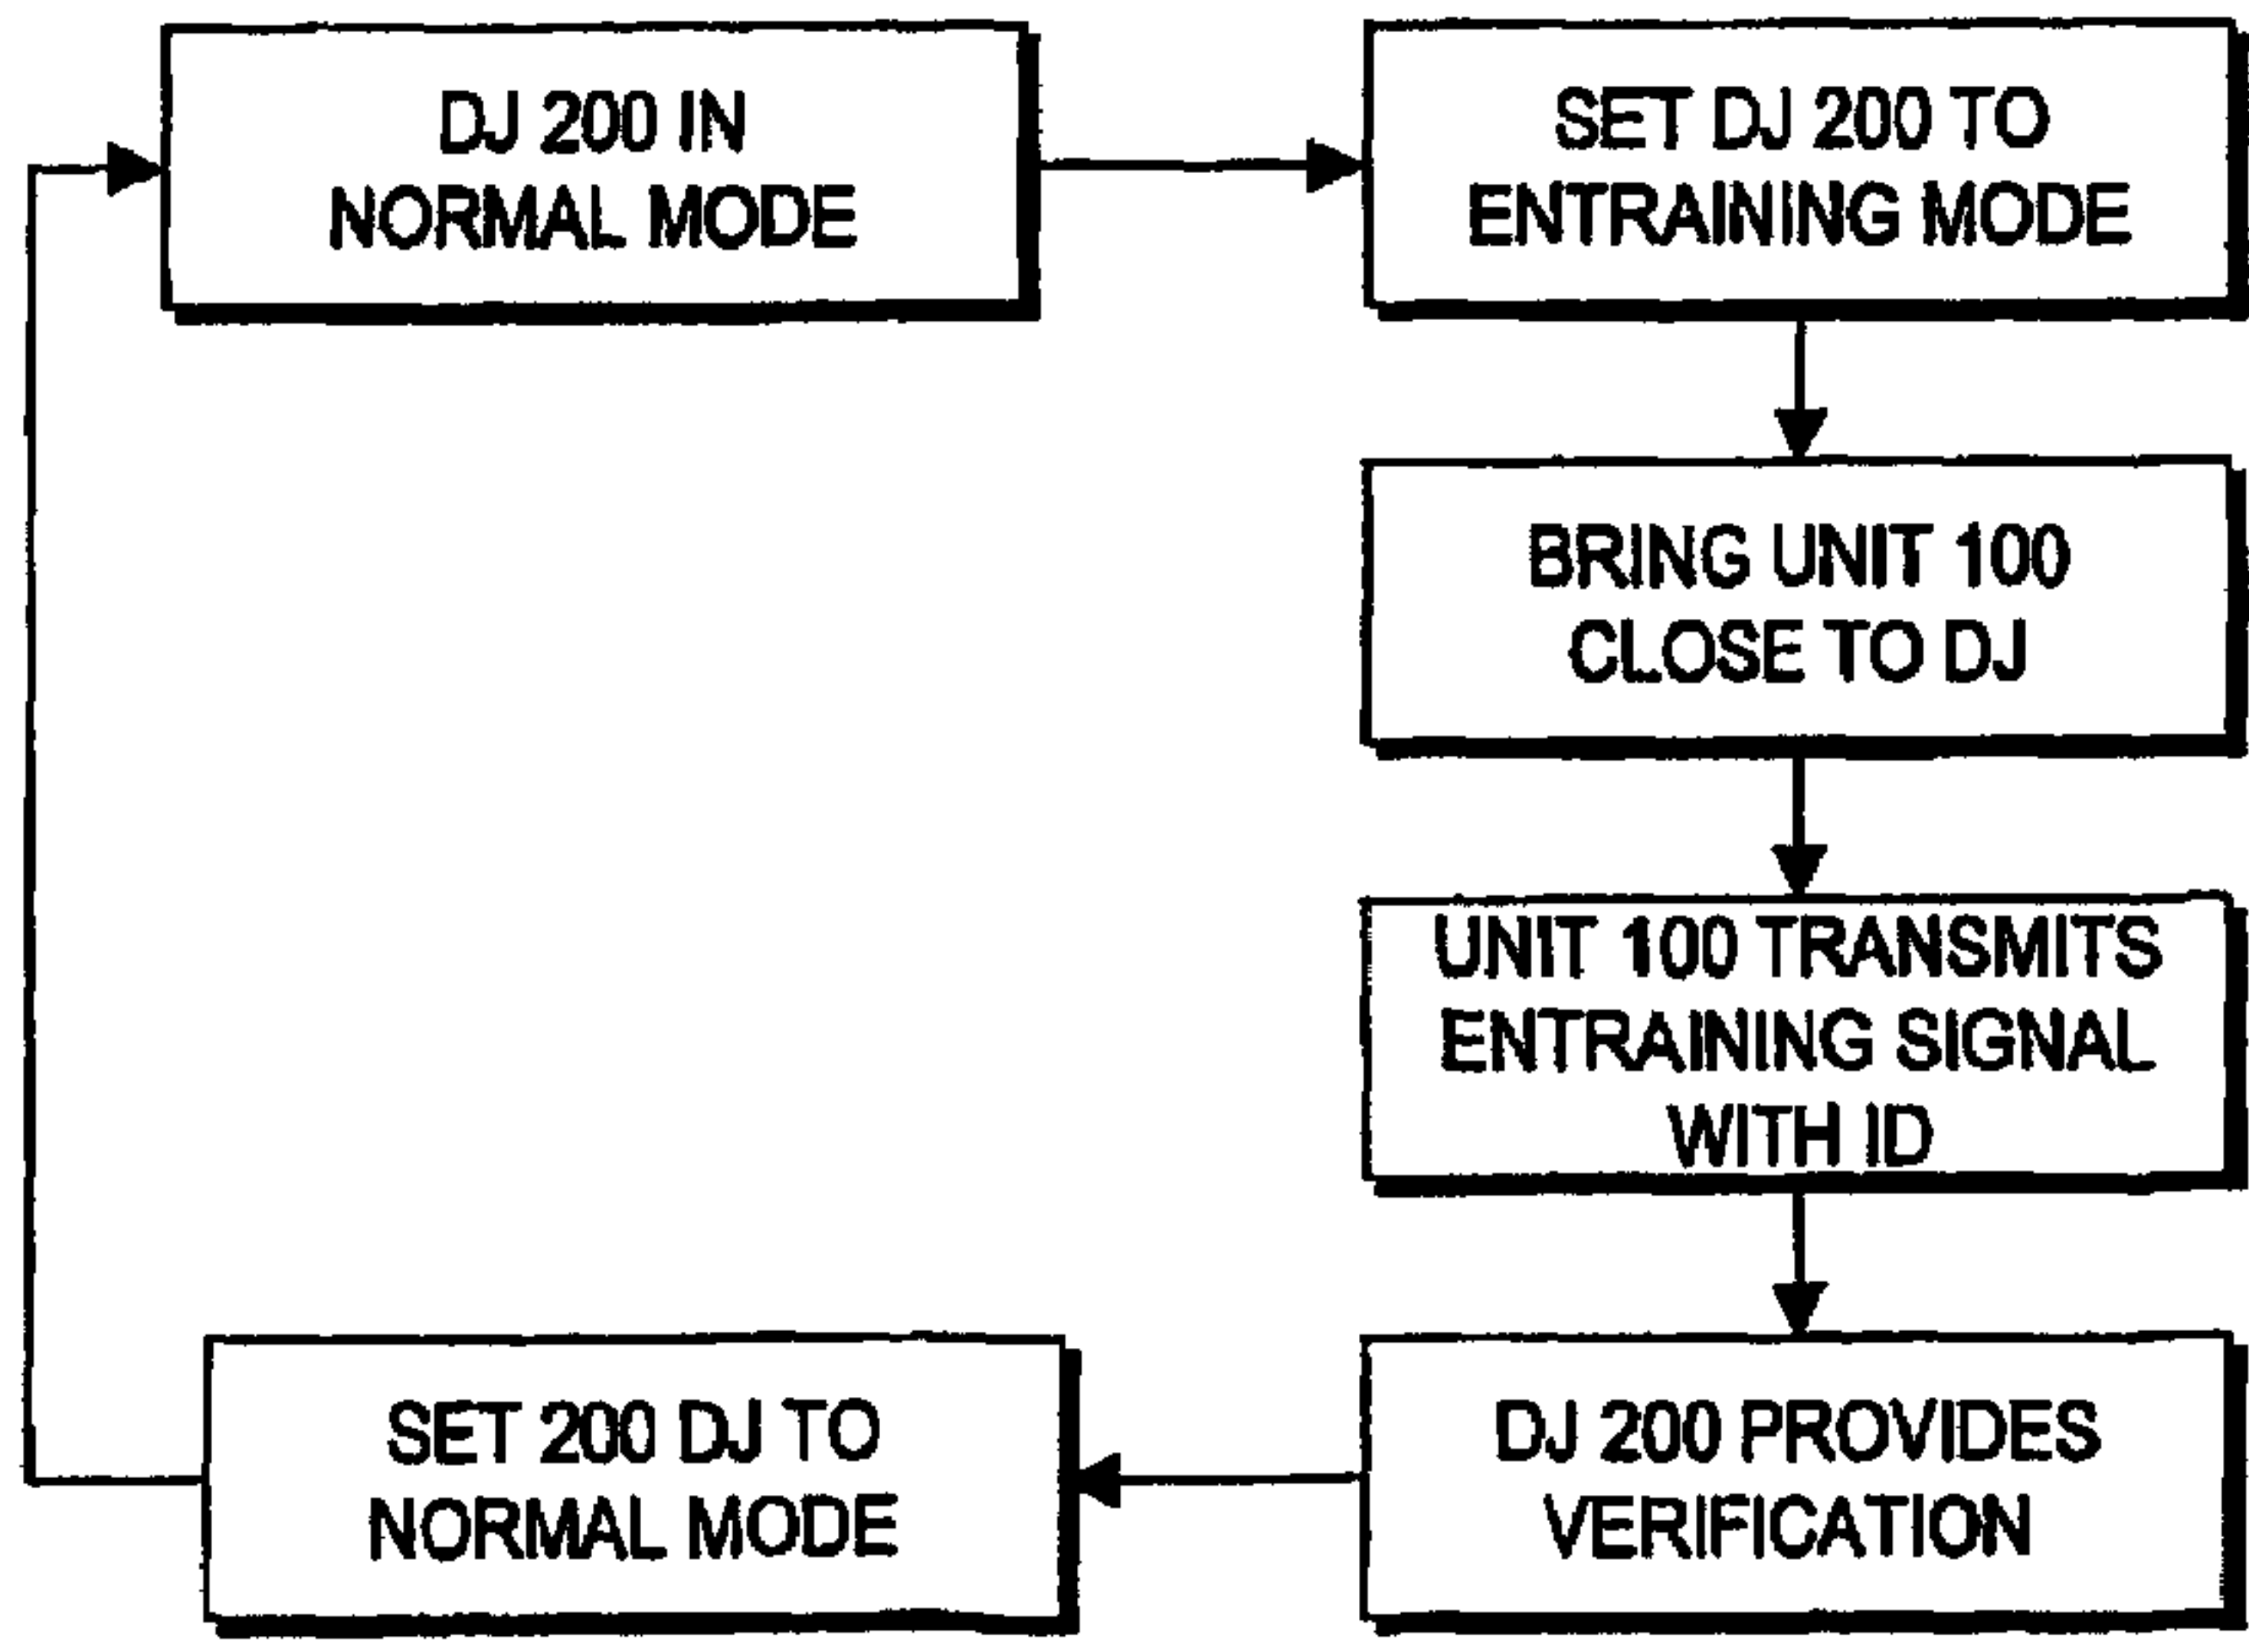 DJ 200 IN
NORMAL MODE
SET DJ 200 TO
ENTRAINING MODE
BRING UNIT 100
CLOSE TO DJ
UNIT 100 TRANSMITS
ENTRAINING SIGNAL
WITH ID
DJ 200 PROVIDES
VERIFICATION
SET 200 DJ TO
NORMAL MODE